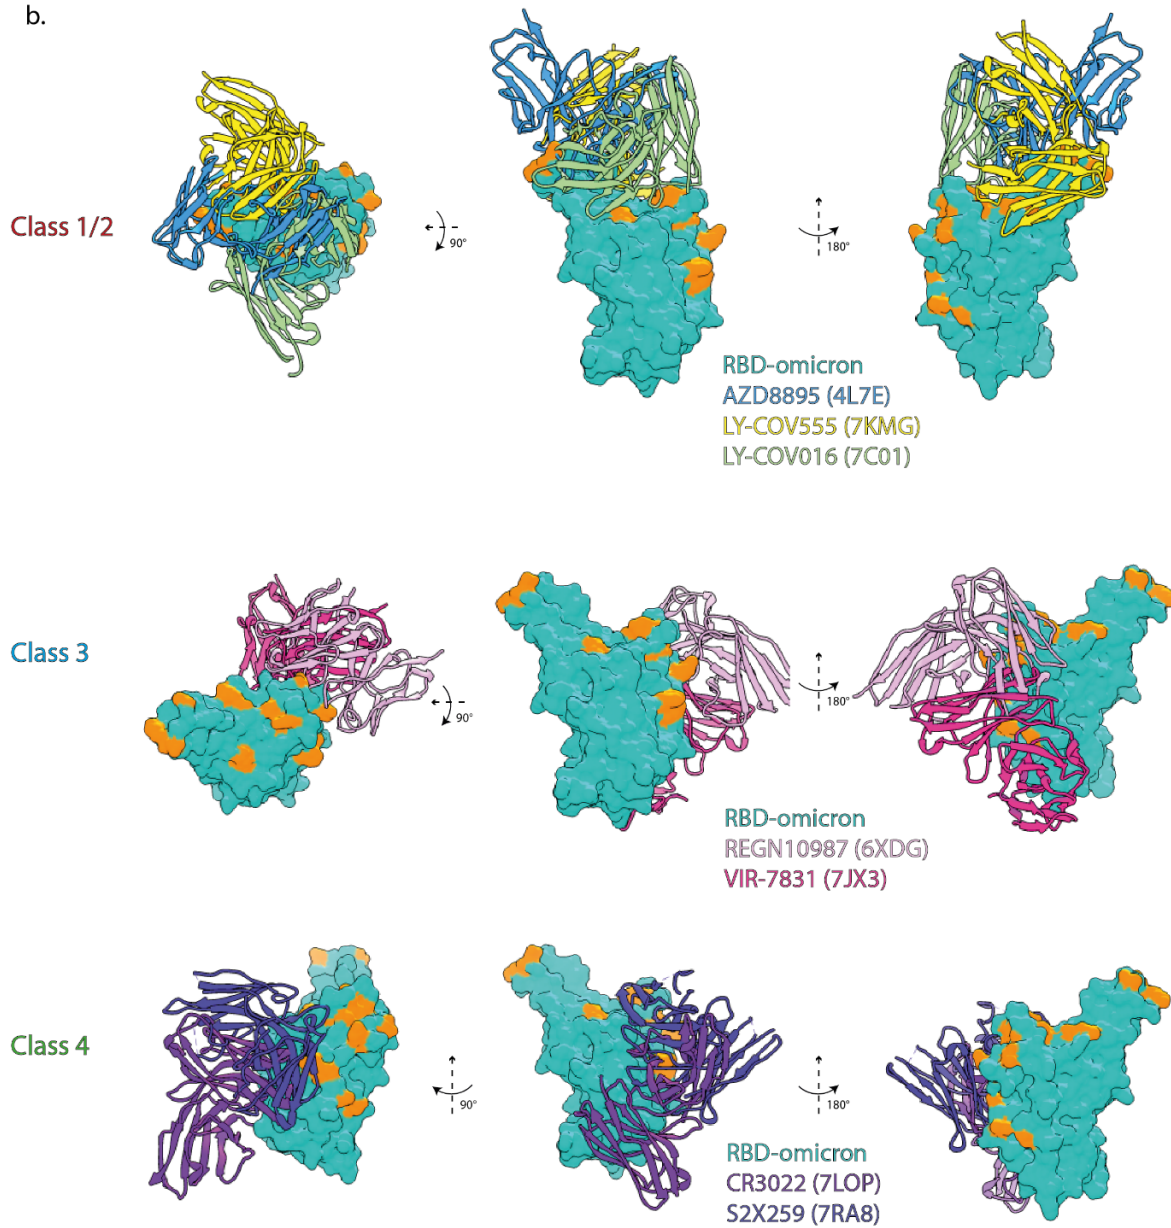 b.
Class 1/2
90°
180°
RBD-omicron
AZD8895 (4L7E)
LY-COV555 (7KMG)
LY-COV016 (7C01)
Class 3
90°
180°
RBD-omicron
REGN10987 (6XDG)
VIR-7831 (7JX3)
Class 4
90°
180°
RBD-omicron
CR3022 (7LOP)
S2X259 (7RA8)